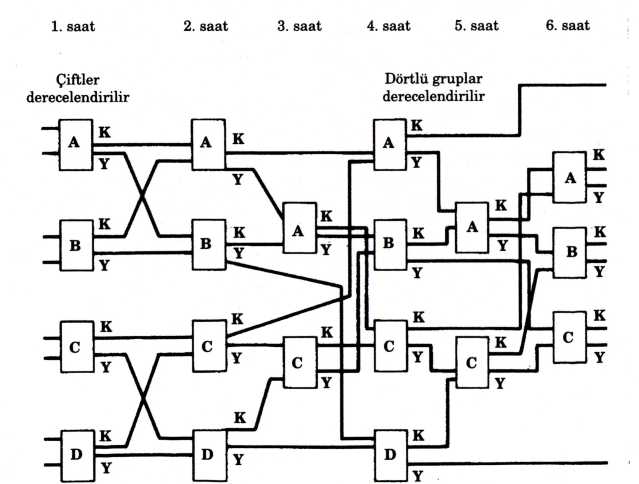 1. saat 2. saat 3. saat 4. saat 5. saat 6. saat
Çiftler
derecelendirilir
Dörtlü gruplar
derecelendirilir
A K Y
B K Y
C K Y
D K Y
A K Y
B K Y
C K Y
D K Y
A K Y
C K Y
A K Y
B K Y
C K Y
D K Y
A K Y
C K Y
A K Y
B K Y
C K Y